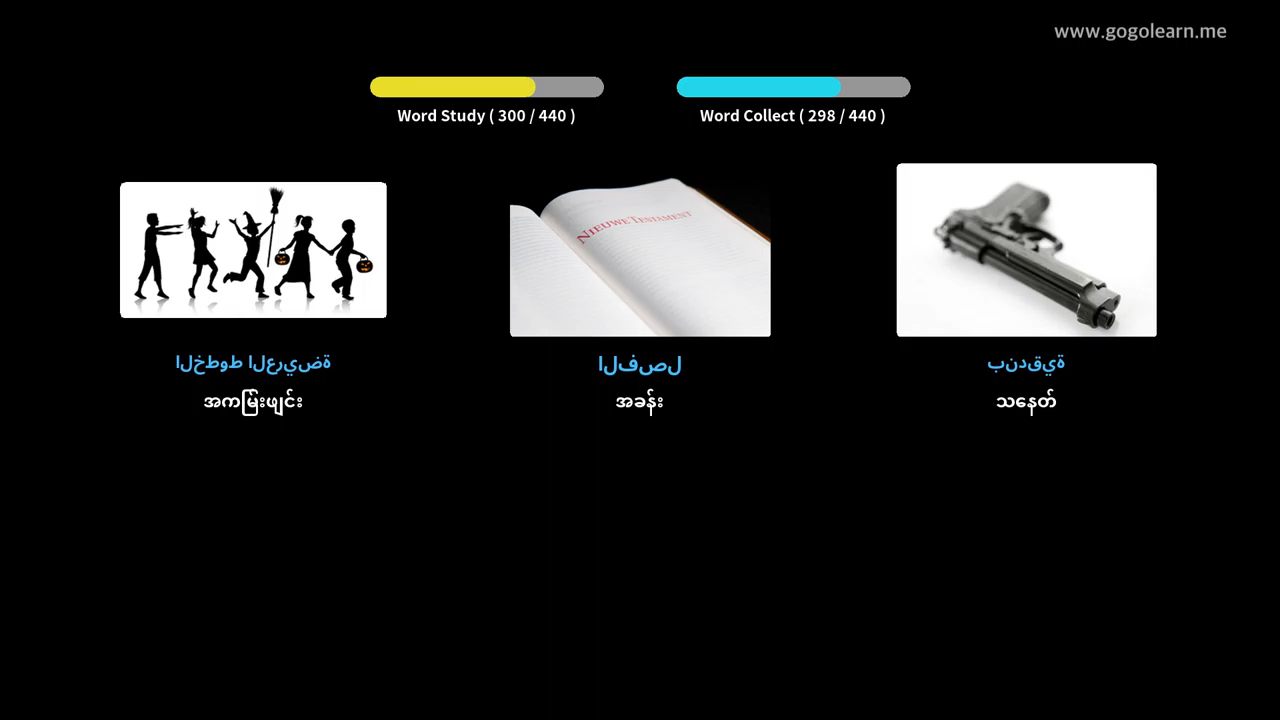 www.gogolearn.me
Word Study ( 300 / 440 )
Word Collect ( 298 / 440 )
الخطوط العريضة
အကမြ်းဖျင်း
NIEUWE TESTAMENT
الفصل
အခန်း
بندقية
သနေတ်